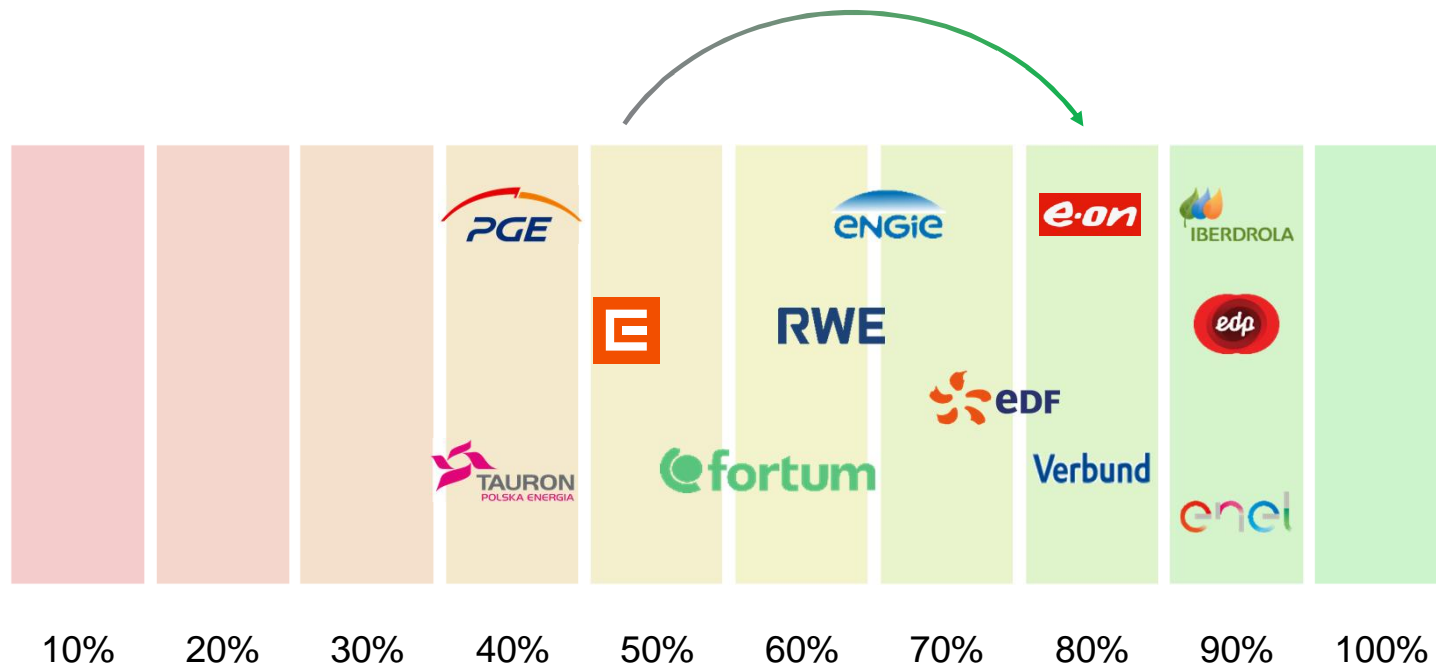 PGE
ENGIE
e·on
IBERDROLA
RWE
edp
eDF
TAURON
POLSKA ENERGIA
fortum
Verbund
enel
10% 20% 30% 40% 50% 60% 70% 80% 90% 100%